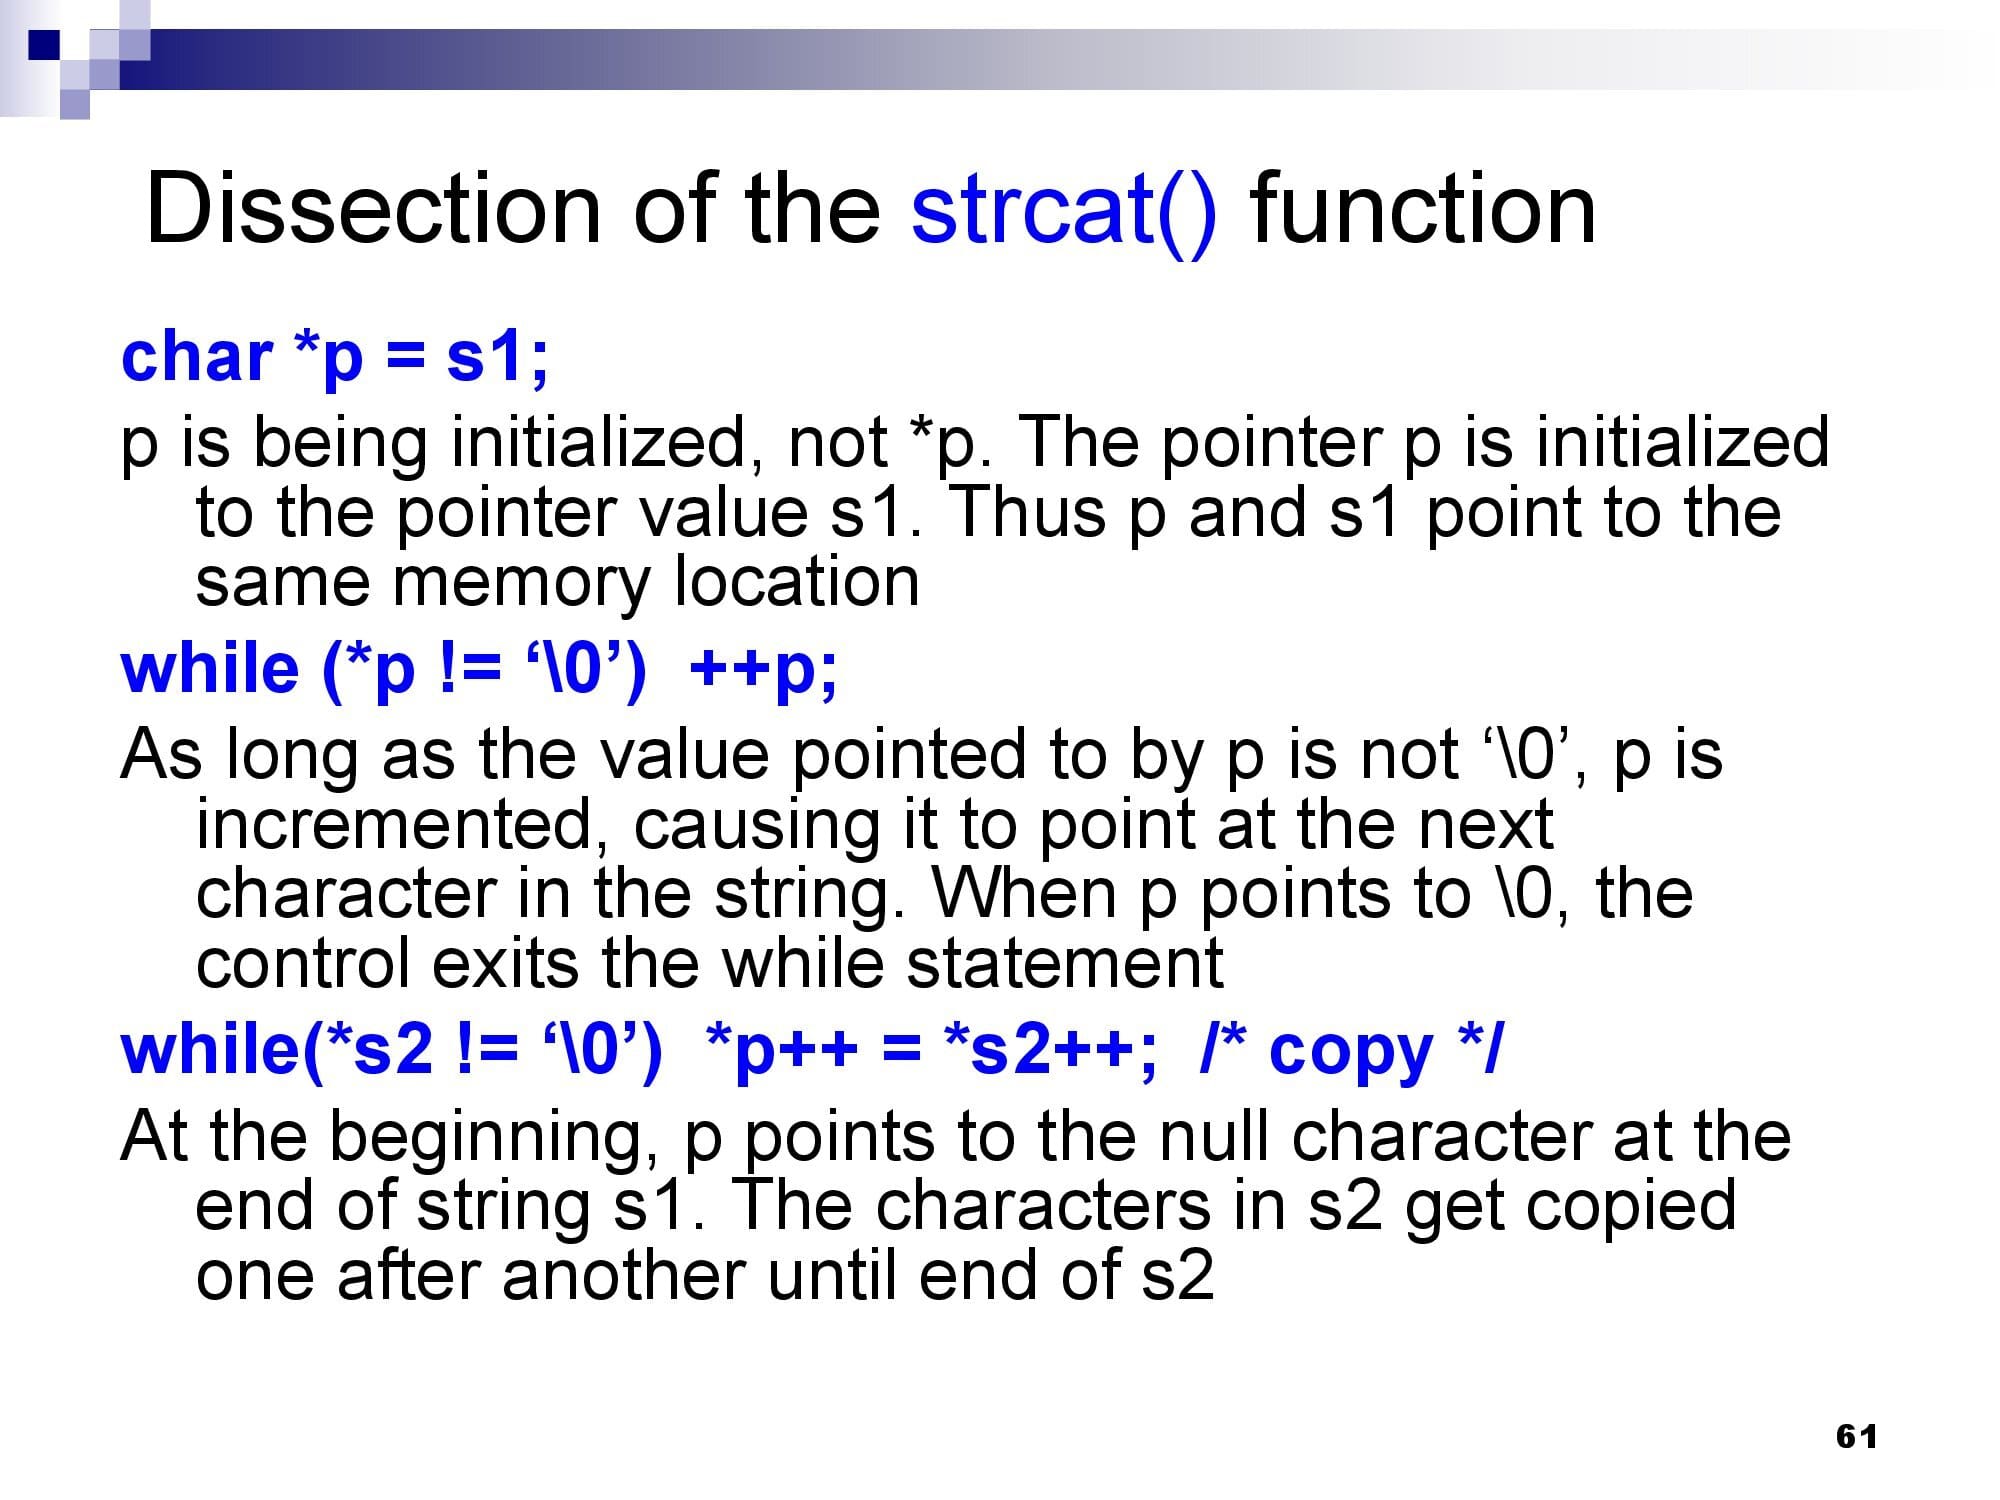 Dissection of the strcat() function
char *p = s1;
p is being initialized, not *p. The pointer p is initialized
to the pointer value s1. Thus p and s1 point to the
same memory location
while (*p != ‘\0’)  ++p;
As long as the value pointed to by p is not ‘\0’, p is
incremented, causing it to point at the next
character in the string. When p points to \0, the
control exits the while statement
while(*s2 != ‘\0’)  *p++ = *s2++;  /* copy */
At the beginning, p points to the null character at the
end of string s1. The characters in s2 get copied
one after another until end of s2
61